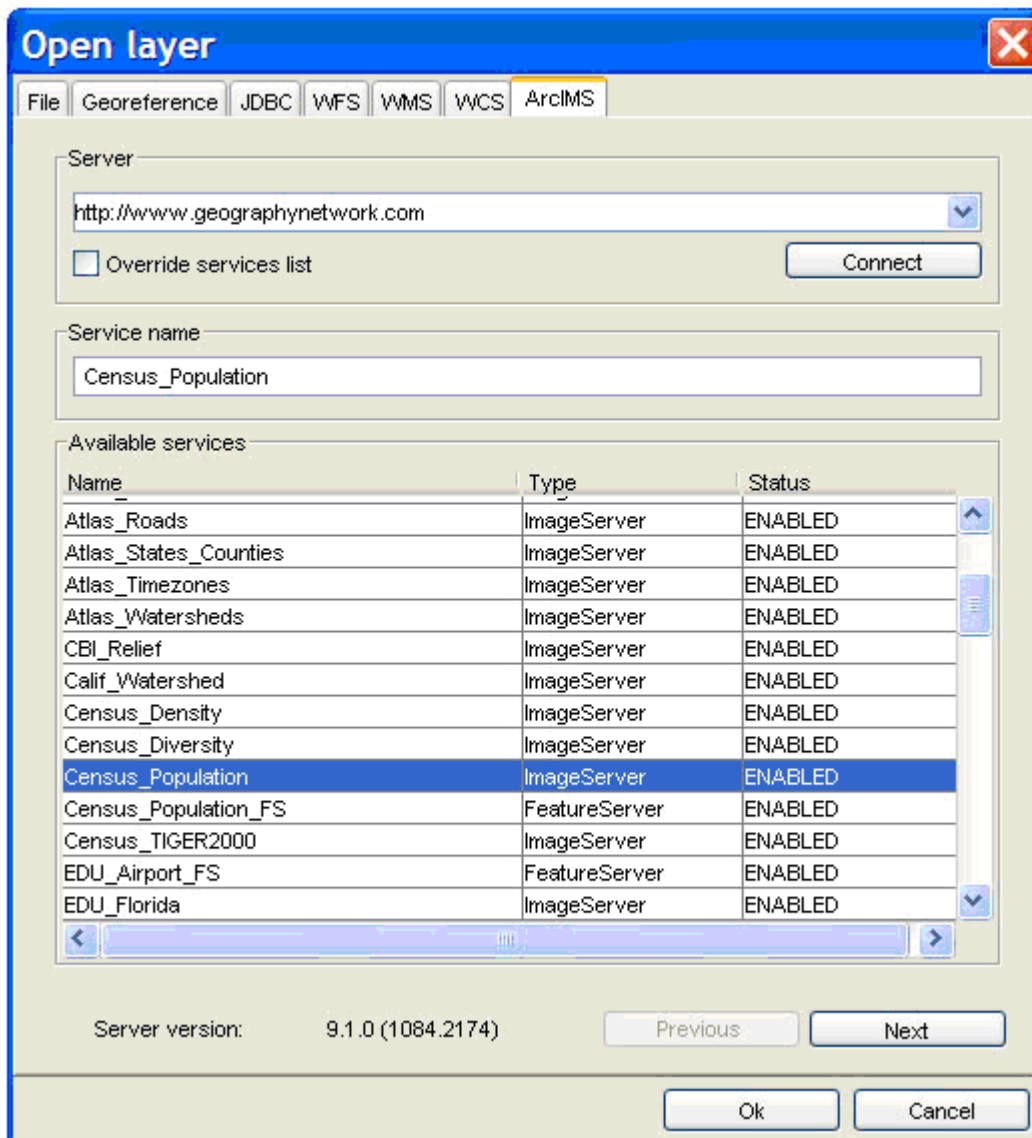 Open layer
File Georeference JDBC WFS WMS WCS ArcIMS
Server
http://www.geographynetwork.com
Override services list Connect
Service name
Census_Population
Available services
Name Type Status
Atlas_Roads ImageServer ENABLED
Atlas_States_Counties ImageServer ENABLED
Atlas_Timezones ImageServer ENABLED
Atlas_Watersheds ImageServer ENABLED
CBI_Relief ImageServer ENABLED
Calif_Watershed ImageServer ENABLED
Census_Density ImageServer ENABLED
Census_Diversity ImageServer ENABLED
Census_Population ImageServer ENABLED
Census_Population_FS FeatureServer ENABLED
Census_TIGER2000 ImageServer ENABLED
EDU_Airport_FS FeatureServer ENABLED
EDU_Florida ImageServer ENABLED
Server version: 9.1.0 (1084.2174) Previous Next
Ok Cancel